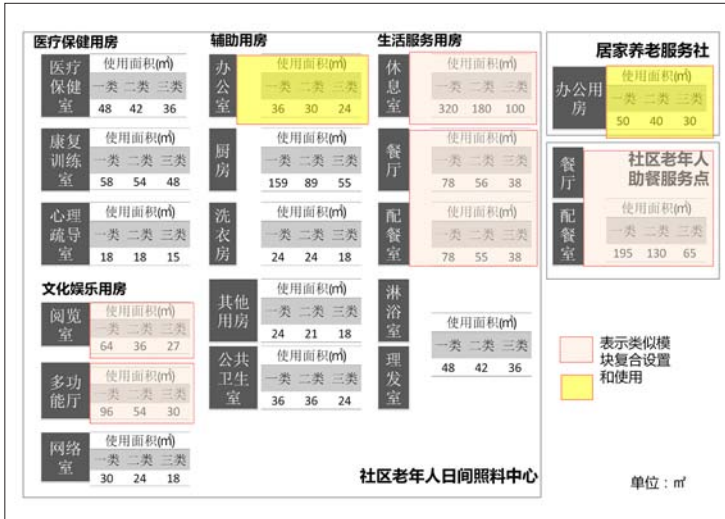 医疗保健用房
医疗保健室
使用面积(㎡)
一类 二类 三类
48 42 36
康复训练室
使用面积(㎡)
一类 二类 三类
58 54 48
心理疏导室
使用面积(㎡)
一类 二类 三类
18 18 15
文化娱乐用房
阅览室
使用面积(㎡)
一类 二类 三类
64 36 27
多功能厅
使用面积(㎡)
一类 二类 三类
96 54 30
网络室
使用面积(㎡)
一类 二类 三类
30 24 18
辅助用房
办公室
使用面积(㎡)
一类 二类 三类
36 30 24
厨房
使用面积(㎡)
一类 二类 三类
159 89 55
洗衣房
使用面积(㎡)
一类 二类 三类
24 24 18
其他用房
使用面积(㎡)
一类 二类 三类
24 21 18
公共卫生室
使用面积(㎡)
一类 二类 三类
36 36 24
生活服务用房
休息室
使用面积(㎡)
一类 二类 三类
320 180 100
餐厅
使用面积(㎡)
一类 二类 三类
78 56 38
配餐室
使用面积(㎡)
一类 二类 三类
78 55 38
淋浴室
理发室
使用面积(㎡)
一类 二类 三类
48 42 36
社区老年人日间照料中心
居家养老服务社
办公用房
使用面积(㎡)
一类 二类 三类
50 40 30
社区老年人
助餐服务点
餐厅
配餐室
使用面积(㎡)
一类 二类 三类
195 130 65
表示类似模
块复合设置
和使用
单位：㎡